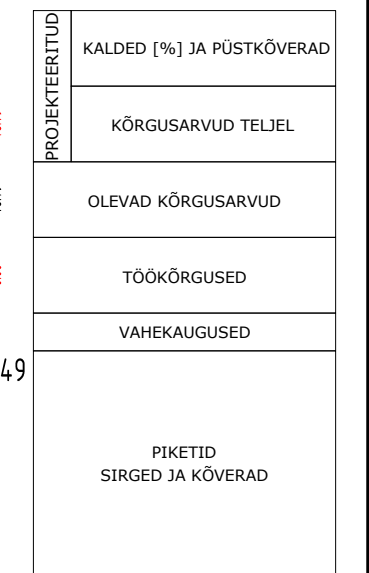 PROJEKTEERITUD
KALDED [%] JA PÜSTKÕVERAD
KÕRGUSARVUD TELJEL
OLEVAD KÕRGUSARVUD
TÖÖKÕRGUSED
VAHEKAUGUSED
49
PIKETID
SIRGED JA KÕVERAD